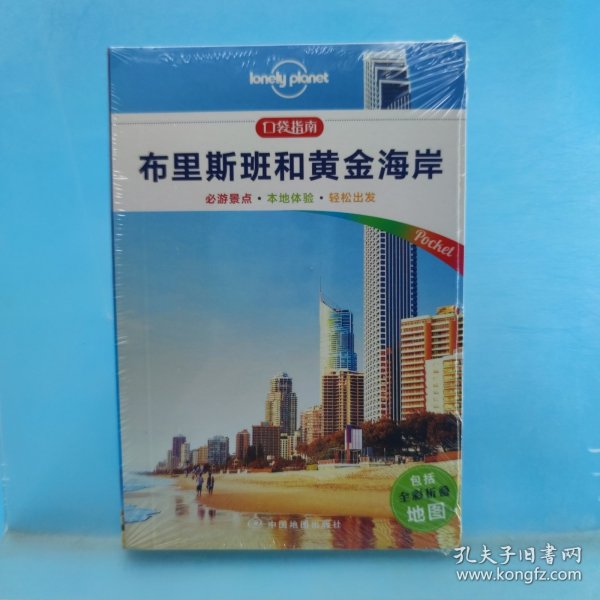 lonely planet
口袋指南
布里斯班和黄金海岸
必游景点·本地体验·轻松出发
Pocket
包括
全彩折叠
地图
中国地图出版社
孔夫子旧书网
www.kongfz.com